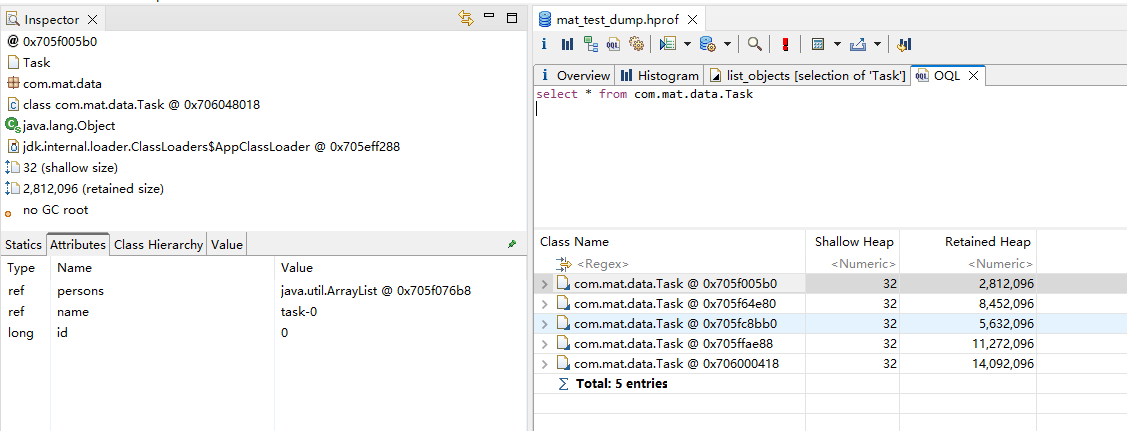 Inspector
@ 0x705f005b0
Task
com.mat.data
class com.mat.data.Task @ 0x706048018
java.lang.Object
jdk.internal.loader.ClassLoaders$AppClassLoader @ 0x705eff288
32 (shallow size)
2,812,096 (retained size)
no GC root
Statics Attributes Class Hierarchy Value
Type Name Value
ref persons java.util.ArrayList @ 0x705f076b8
ref name task-0
long id 0
mat_test_dump.hprof
i Overview Histogram list_objects [selection of 'Task'] OQL
select * from com.mat.data.Task
Class Name Shallow Heap Retained Heap
<Regex> <Numeric> <Numeric>
com.mat.data.Task @ 0x705f005b0 32 2,812,096
com.mat.data.Task @ 0x705f64e80 32 8,452,096
com.mat.data.Task @ 0x705fc8bb0 32 5,632,096
com.mat.data.Task @ 0x705ffae88 32 11,272,096
com.mat.data.Task @ 0x706000418 32 14,092,096
Σ Total: 5 entries